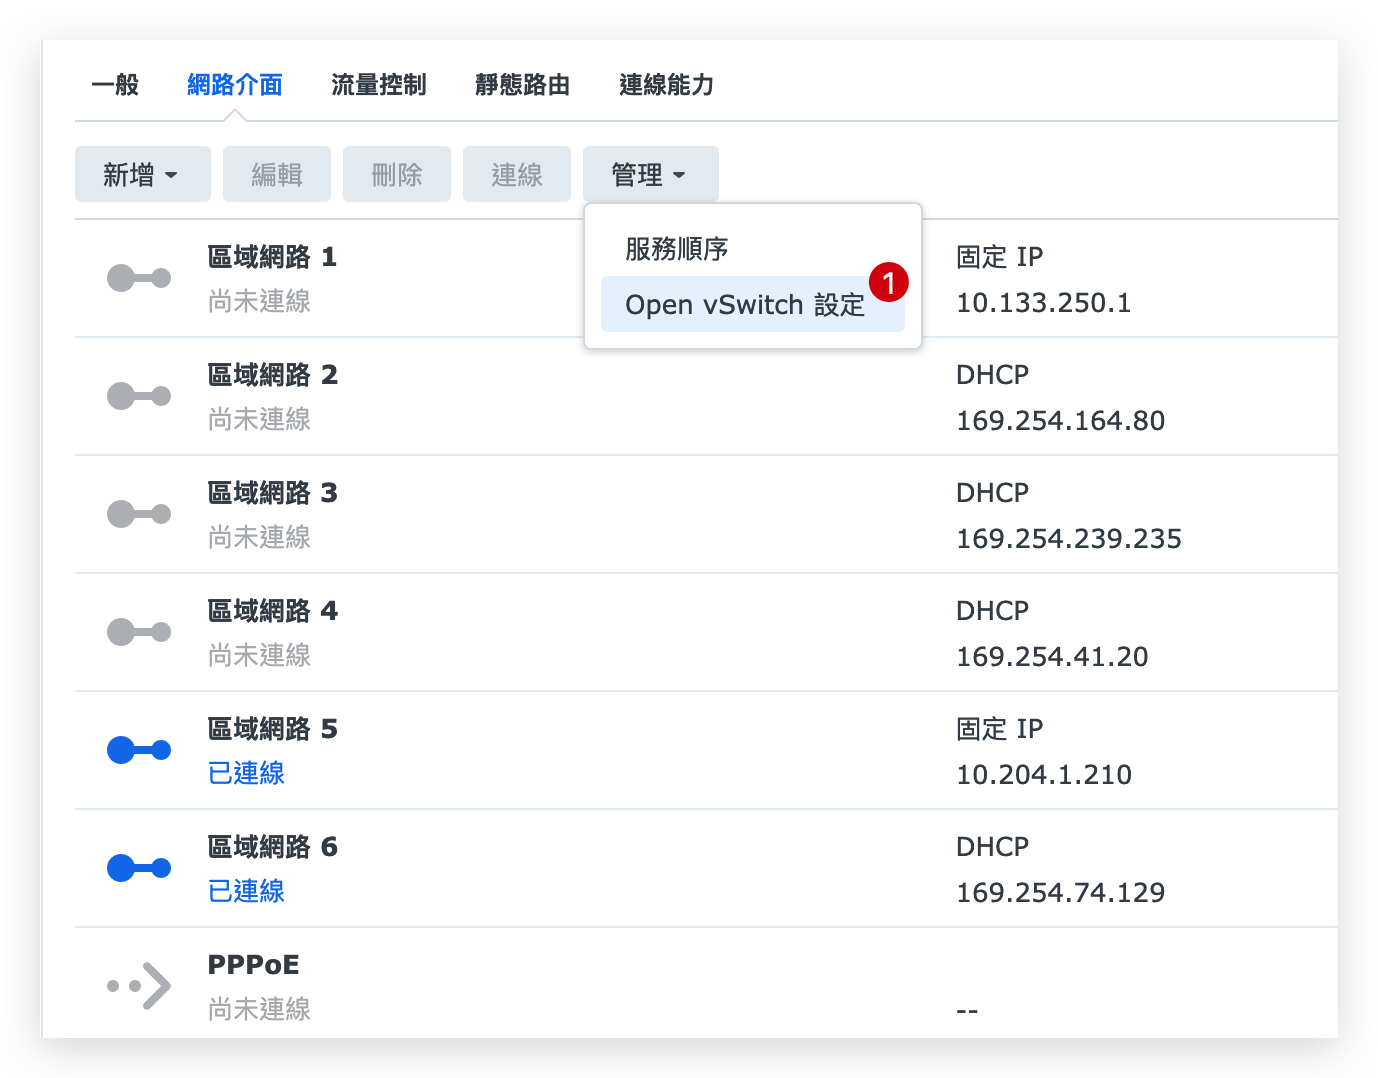 一般 網路介面 流量控制 靜態路由 連線能力
新增 編輯 刪除 連線 管理
服務順序
Open vSwitch 設定
1
區域網路 1
尚未連線
固定 IP
10.133.250.1
區域網路 2
尚未連線
DHCP
169.254.164.80
區域網路 3
尚未連線
DHCP
169.254.239.235
區域網路 4
尚未連線
DHCP
169.254.41.20
區域網路 5
已連線
固定 IP
10.204.1.210
區域網路 6
已連線
DHCP
169.254.74.129
PPPoE
尚未連線
--